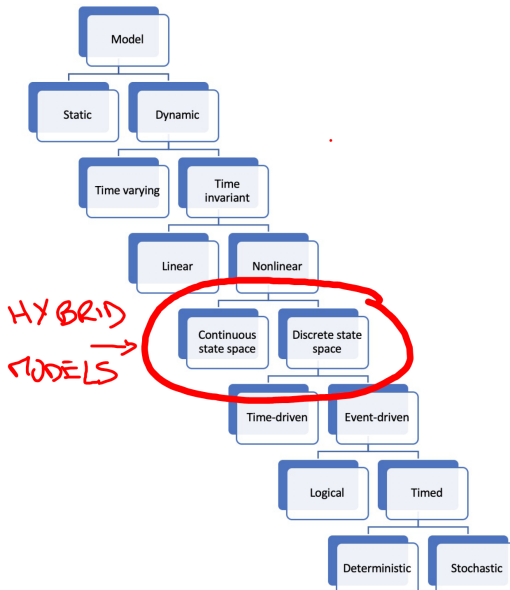 Model
Static
Dynamic
Time varying
Time
invariant
Linear
Nonlinear
HYBRID
MODELS
Continuous
state space
Discrete state
space
Time-driven
Event-driven
Logical
Timed
Deterministic
Stochastic